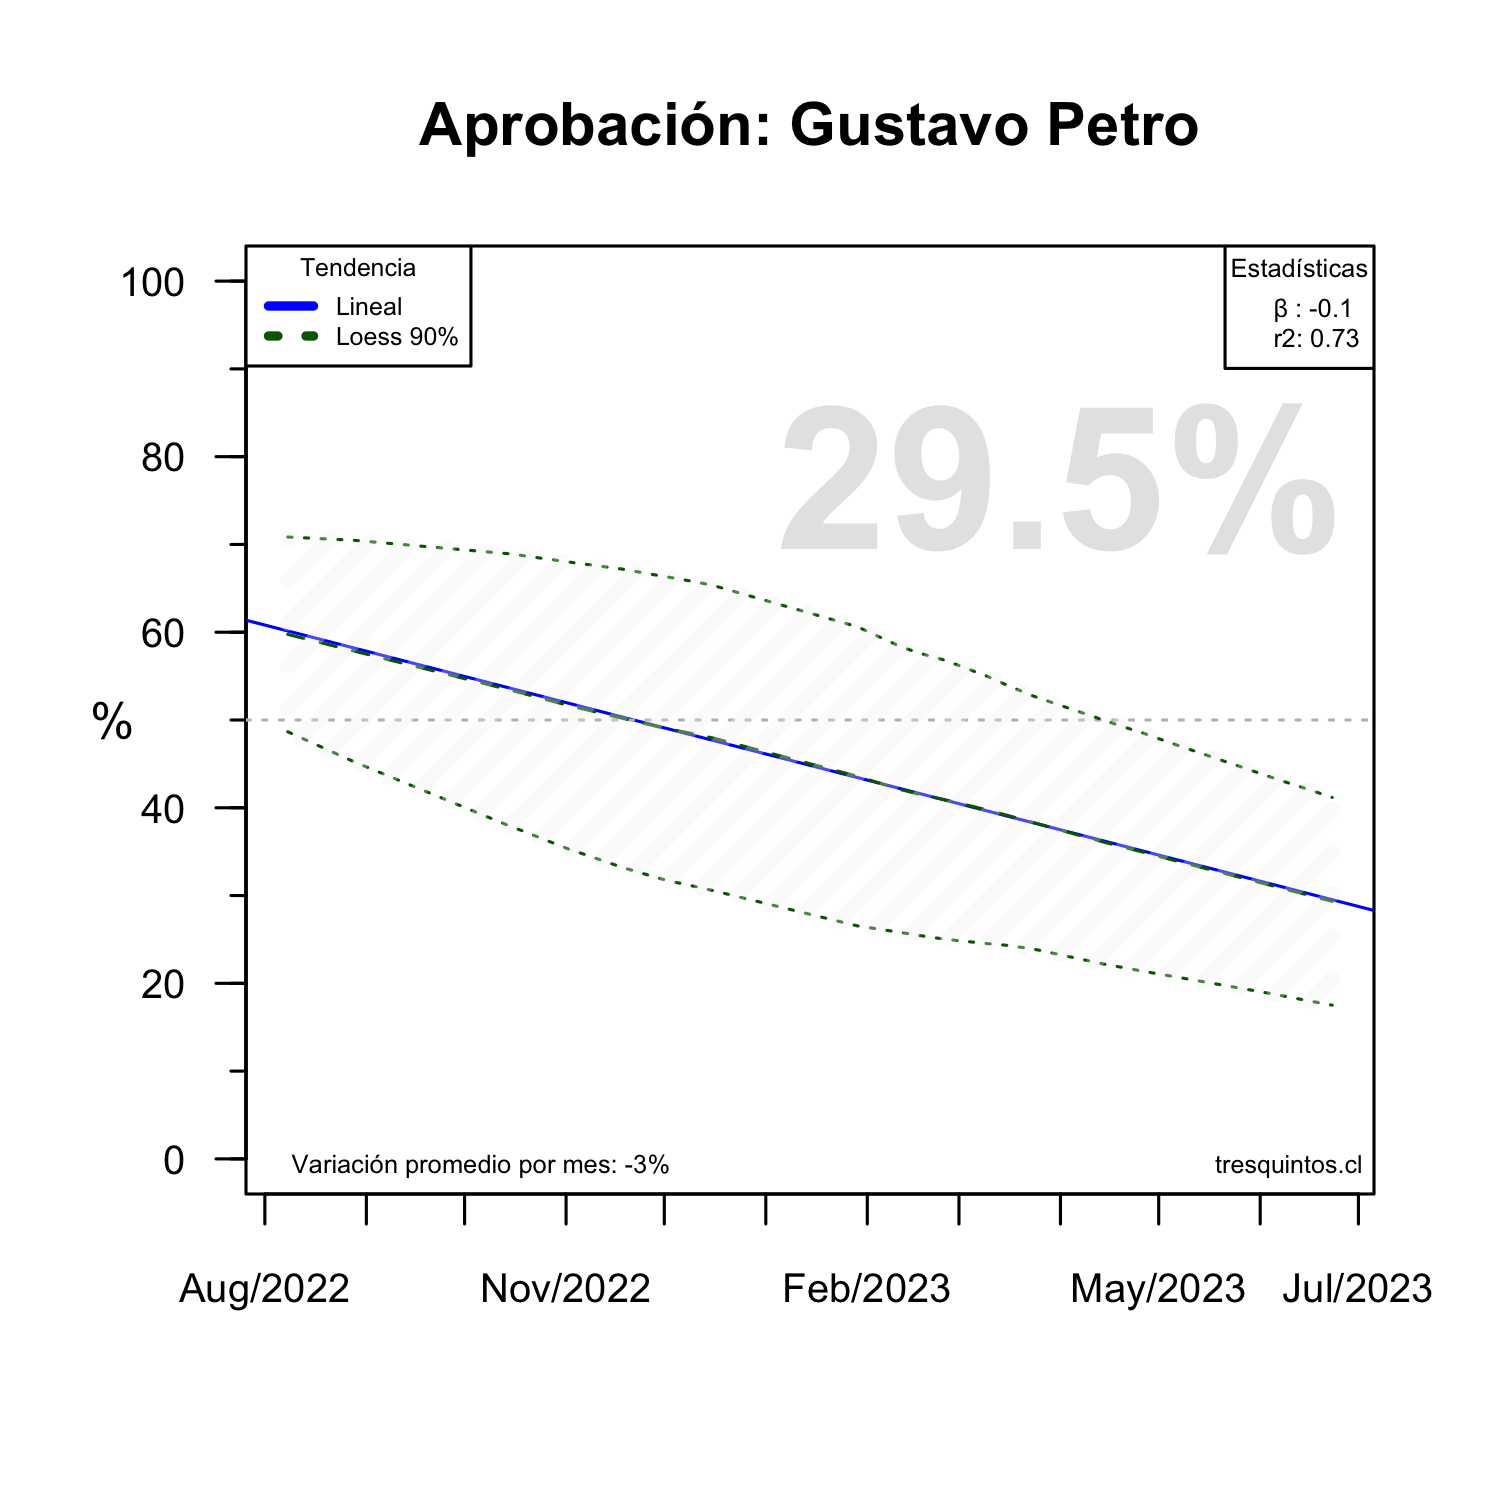 Aprobación: Gustavo Petro
Tendencia
Lineal
Loess 90%
Estadísticas
β : -0.1
r2: 0.73
29.5%
100
80
60
%
40
20
0
Variación promedio por mes: -3%
tresquintos.cl
Aug/2022 Nov/2022 Feb/2023 May/2023 Jul/2023